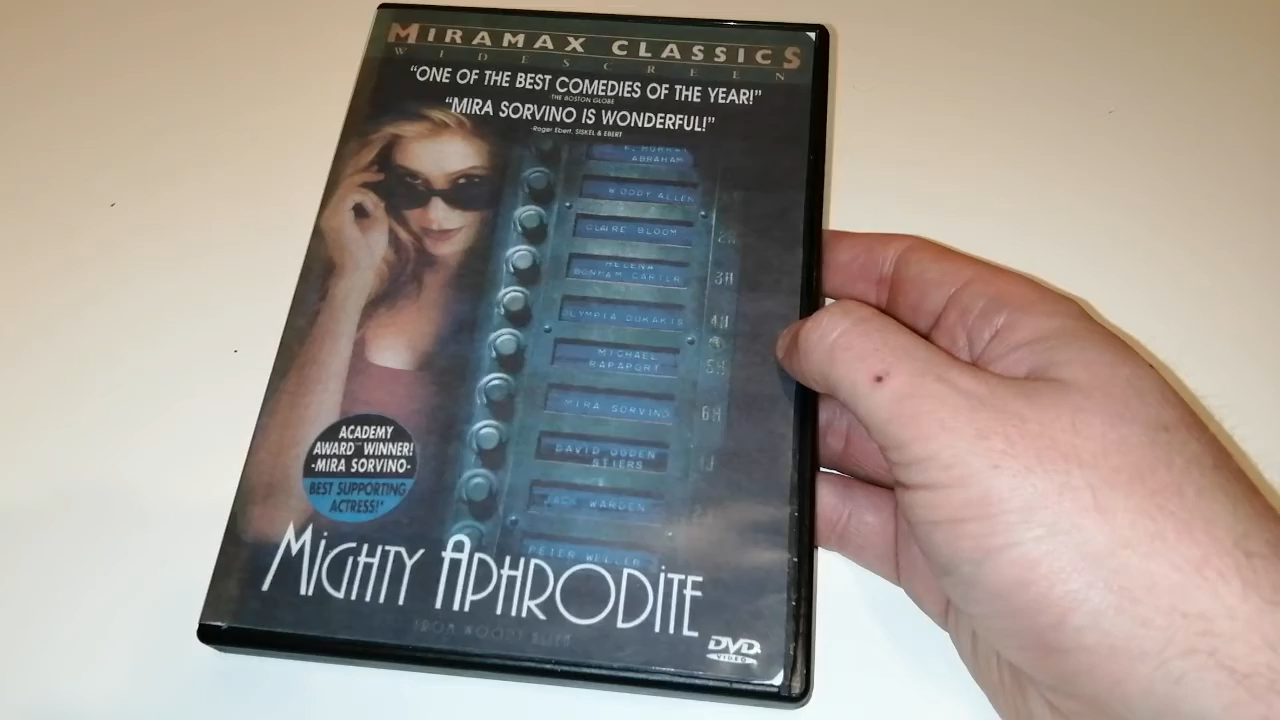 MIRAMAX CLASSICS
WIDESCREEN
"ONE OF THE BEST COMEDIES OF THE YEAR!"
-THE BOSTON GLOBE
"MIRA SORVINO IS WONDERFUL!"
-Roger Ebert, SISKEL & EBERT
F. MURRAY
ABRAHAM
WOODY ALLEN
CLAIRE BLOOM
HELENA
BONHAM CARTER
3H
OLYMPIA DUKAKIS
4H
MICHAEL
RAPAPORT
5H
MIRA SORVINO
6H
DAVID OGDEN
STIERS
JACK WARDEN
PETER WELLER
ACADEMY
AWARD™ WINNER!
-MIRA SORVINO-
BEST SUPPORTING
ACTRESS!*
MIGHTY APHRODITE
DVD
VIDEO